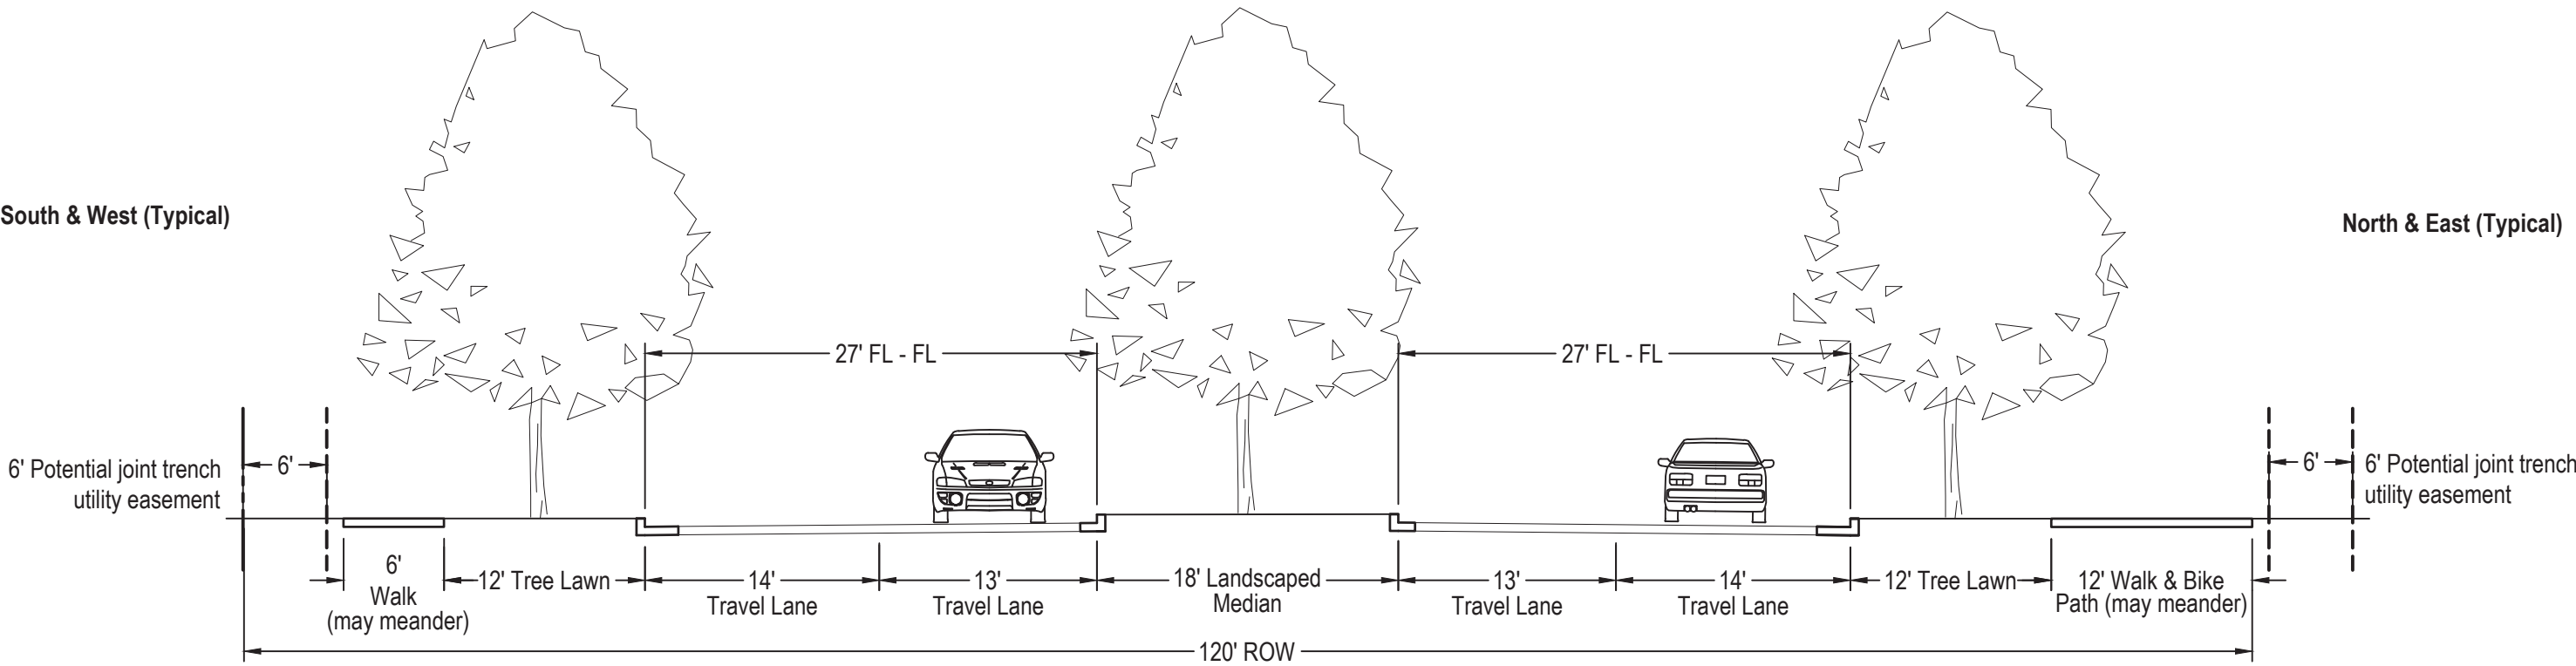 South & West (Typical)
North & East (Typical)
27' FL - FL
27' FL - FL
6' Potential joint trench
utility easement
6'
6'
6' Potential joint trench
utility easement
6'
Walk
(may meander)
12' Tree Lawn
14'
Travel Lane
13'
Travel Lane
18' Landscaped
Median
13'
Travel Lane
14'
Travel Lane
12' Tree Lawn
12' Walk & Bike
Path (may meander)
120' ROW